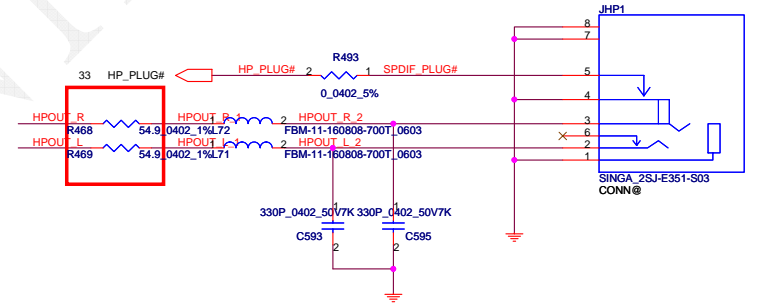 JHP1
8
7
R493
33 HP_PLUG#
HP_PLUG# 2 1 SPDIF_PLUG#
5
0_0402_5%
4
HPOUT_R HPOUT_R_1 HPOUT_R_2
3
R468 54.9_0402_1% L72 1 2 FBM-11-160808-700T_0603
6
HPOUT_L HPOUT_L_1 HPOUT_L_2
2
R469 54.9_0402_1% L71 1 2 FBM-11-160808-700T_0603
1
SINGA_2SJ-E351-S03
CONN@
330P_0402_50V7K 330P_0402_50V7K
1 1
C593 C595
2 2